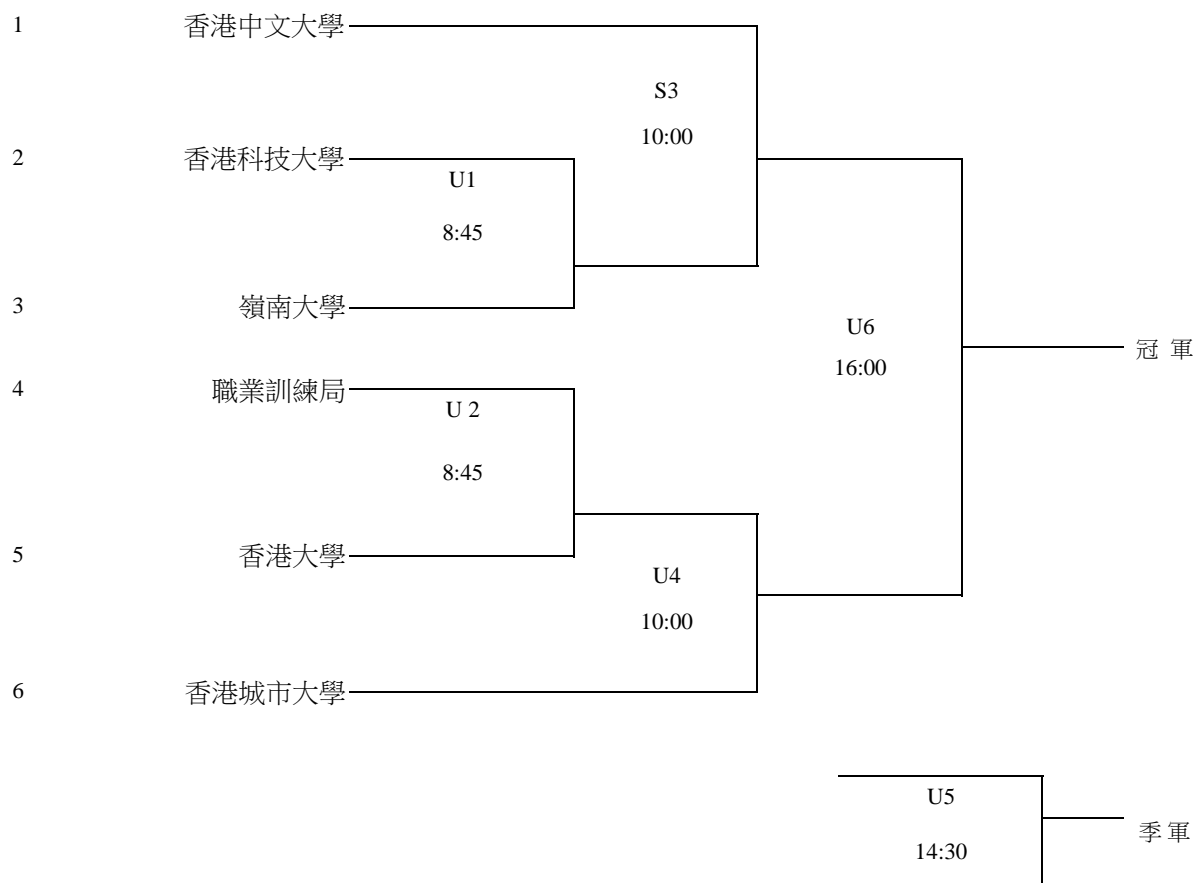 1 香港中文大學
S3
10:00
2 香港科技大學
U1
8:45
3 嶺南大學
U6
16:00
冠 軍
4 職業訓練局
U 2
8:45
5 香港大學
U4
10:00
6 香港城市大學
U5
14:30
季 軍